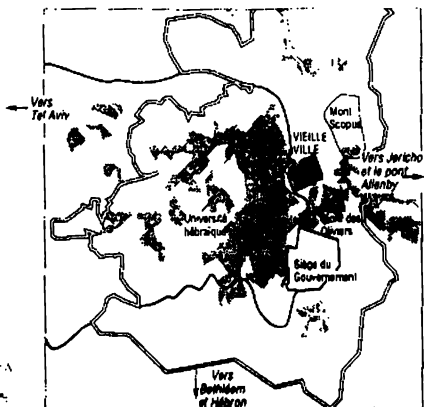 Vers
Tel Aviv
Mont
Scopus
VIEILLE
VILLE
Vers Jéricho
et le pont
Allenby
Université
hébraïque
des
Oliviers
Siège du
Gouvernement
Vers
Bethléem
et Hébron